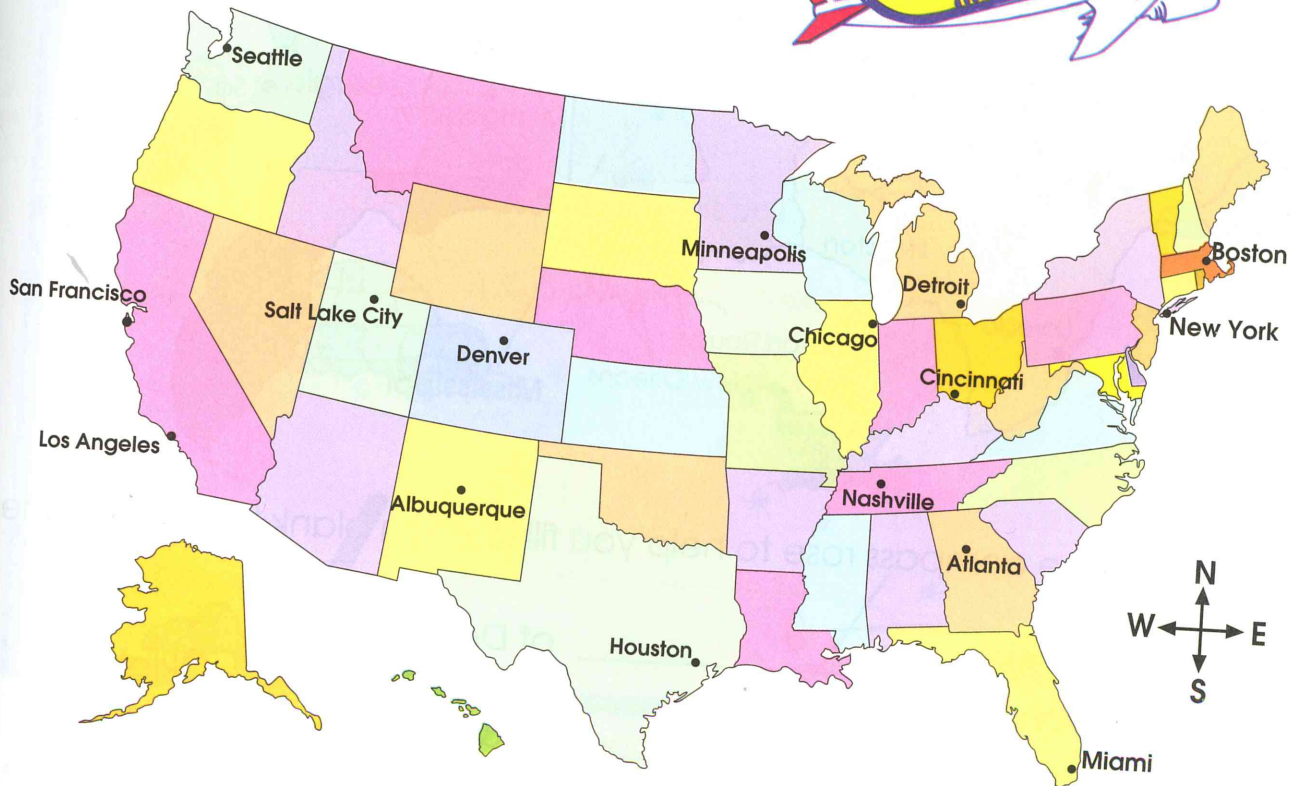 Seattle
Minneapolis
Boston
Detroit
San Francisco
Salt Lake City
Chicago
New York
Denver
Cincinnati
Los Angeles
Nashville
Albuquerque
Atlanta
N
W E
S
Houston
Miami